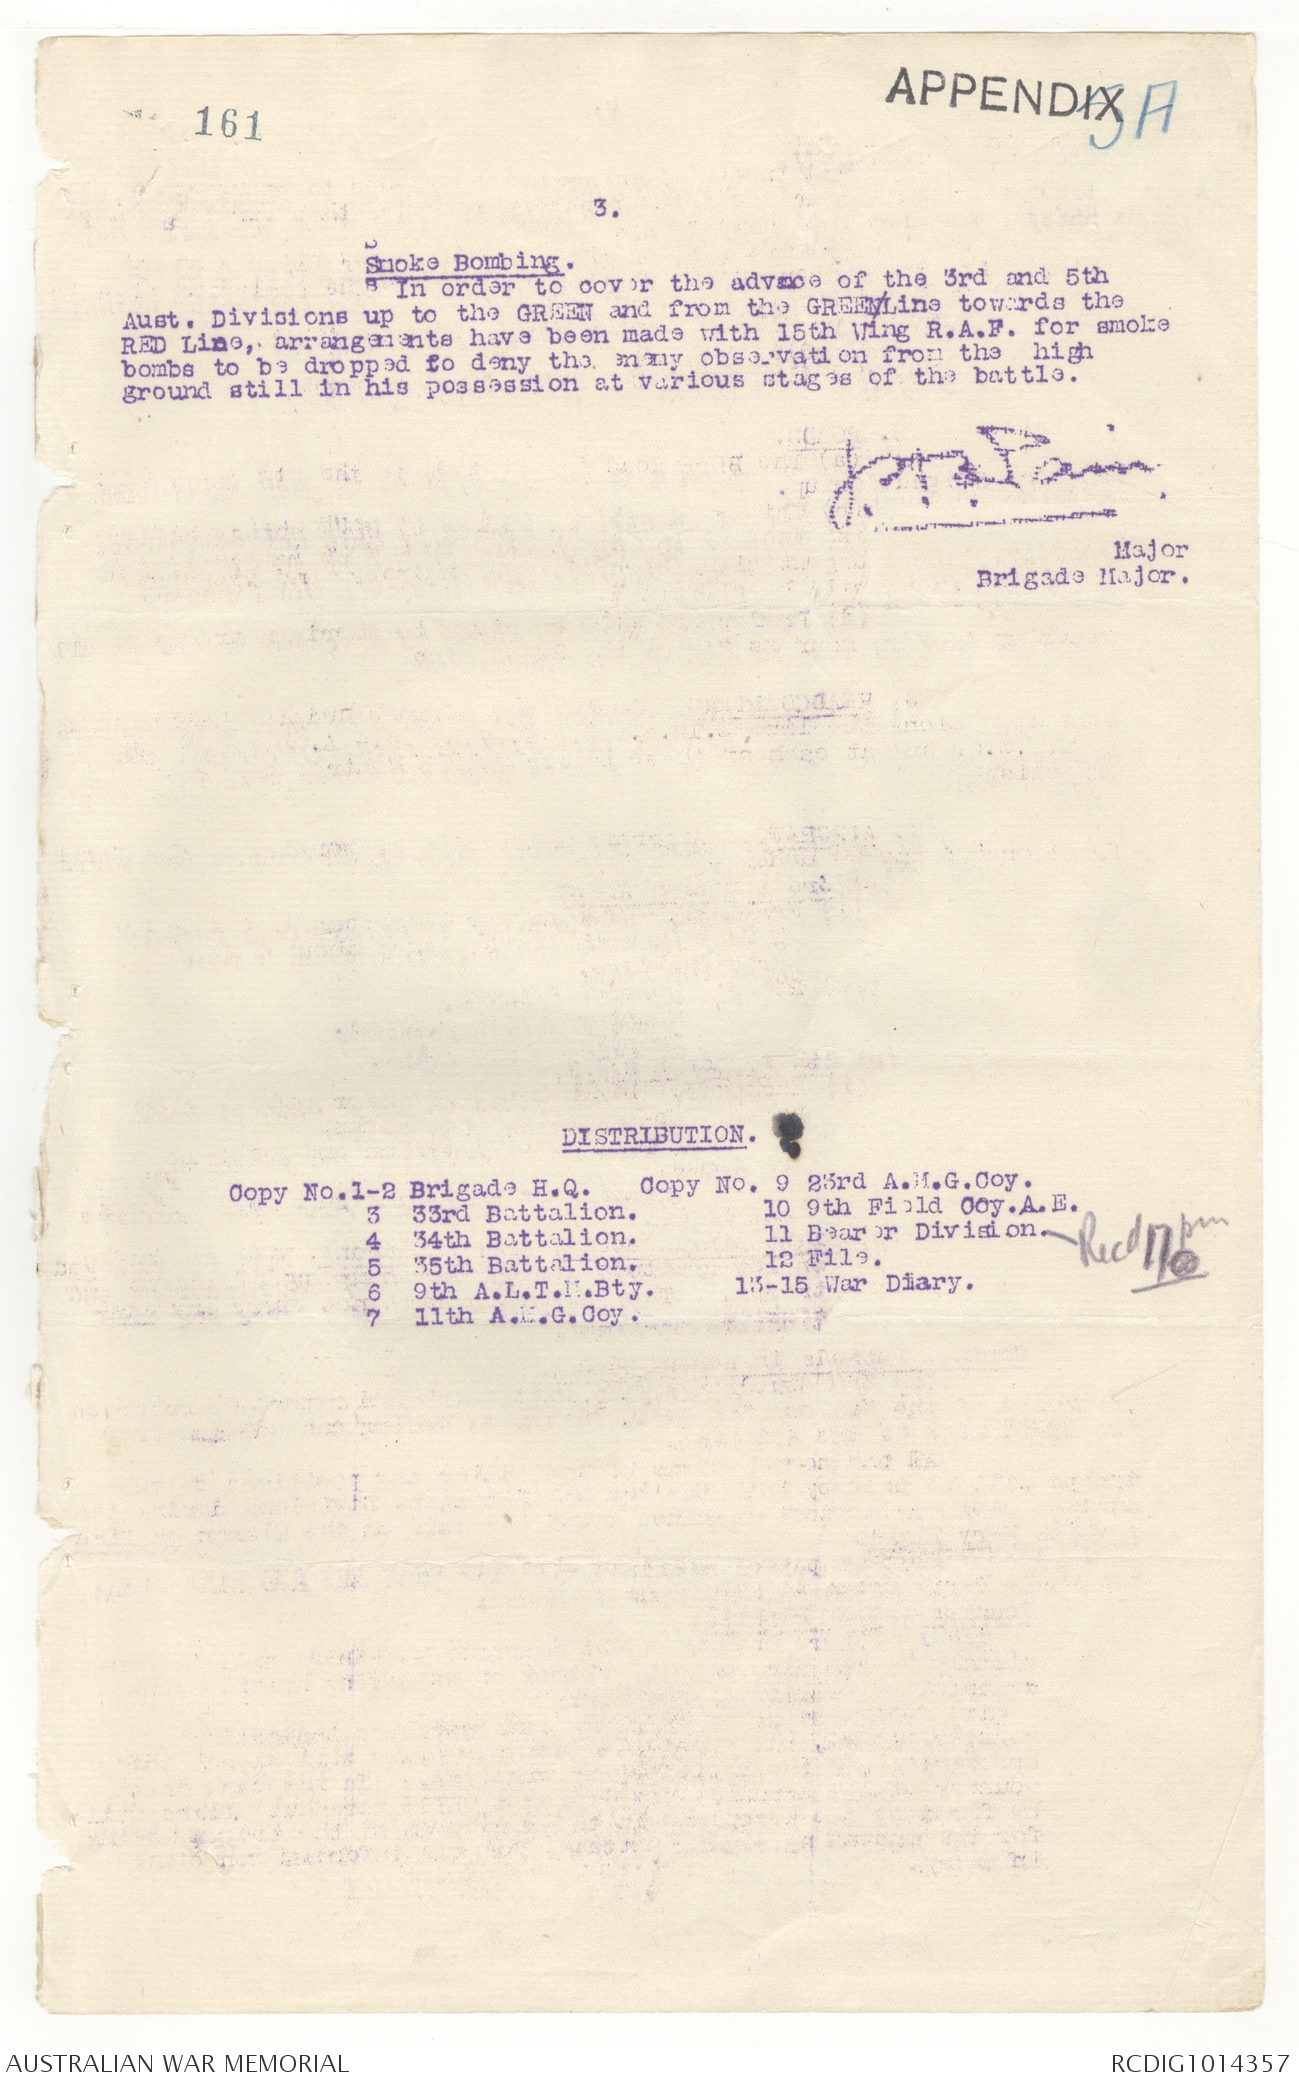 161
APPENDIX 5A
3.
Smoke Bombing.
In order to cover the advance of the 3rd and 5th
Aust. Divisions up to the GREEN and from the GREEN/Line towards the
RED Line, arrangements have been made with 15th Wing R.A.F. for smoke
bombs to be dropped to deny the enemy observation from the high
ground still in his possession at various stages of the battle.
Major
Brigade Major.
DISTRIBUTION.
Copy No.1-2 Brigade H.Q. Copy No. 9 23rd A.M.G.Coy.
3 33rd Battalion. 10 9th Field Coy.A.E.
4 34th Battalion. 11 Bearer Division.
5 35th Battalion. 12 File.
6 9th A.L.T.M.Bty. 13-15 War Diary.
7 11th A.M.G.Coy.
Recd pm
AUSTRALIAN WAR MEMORIAL
RCDIG1014357